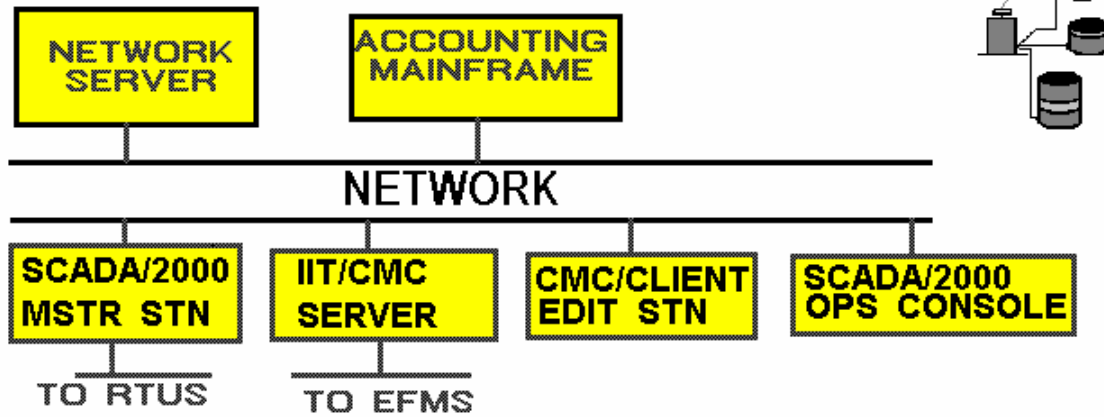 NETWORK
SERVER
ACCOUNTING
MAINFRAME
NETWORK
SCADA/2000
MSTR STN
IIT/CMC
SERVER
CMC/CLIENT
EDIT STN
SCADA/2000
OPS CONSOLE
TO RTUS
TO EFMS